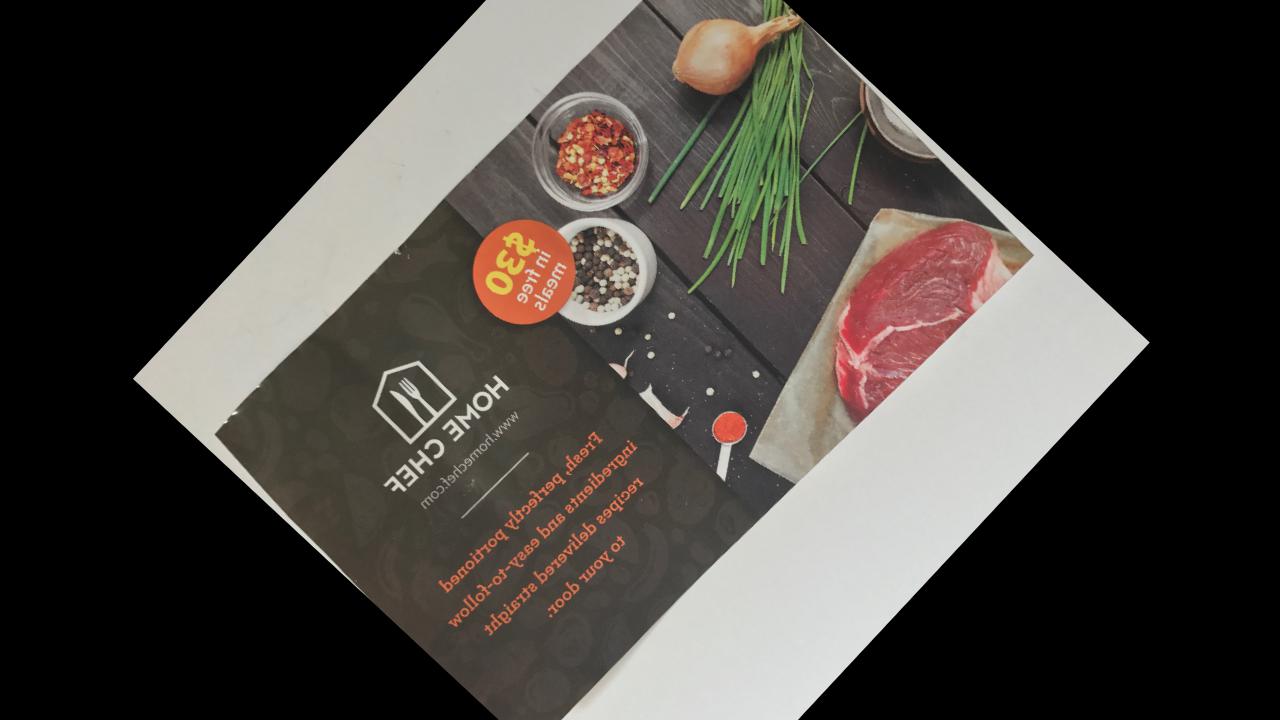 $30
in free
meals
HOME CHEF
www.homechef.com
Fresh, perfectly portioned
ingredients and easy-to-follow
recipes delivered straight
to your door.